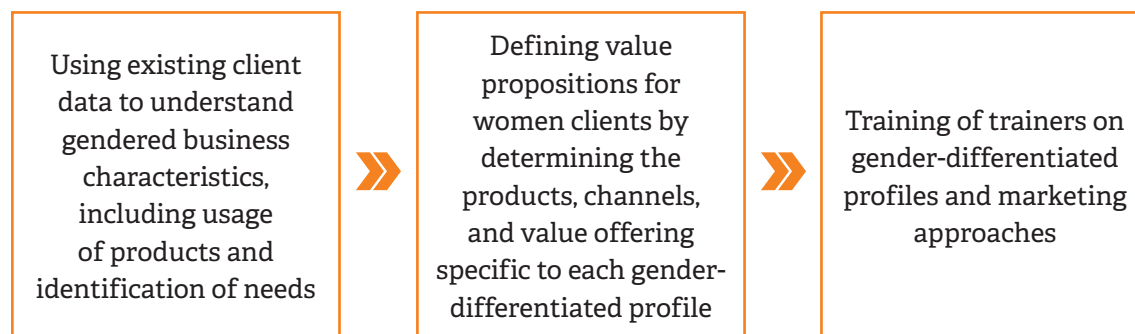 Using existing client
data to understand
gendered business
characteristics,
including usage
of products and
identification of needs
Defining value
propositions for
women clients by
determining the
products, channels,
and value offering
specific to each gender-
differentiated profile
Training of trainers on
gender-differentiated
profiles and marketing
approaches